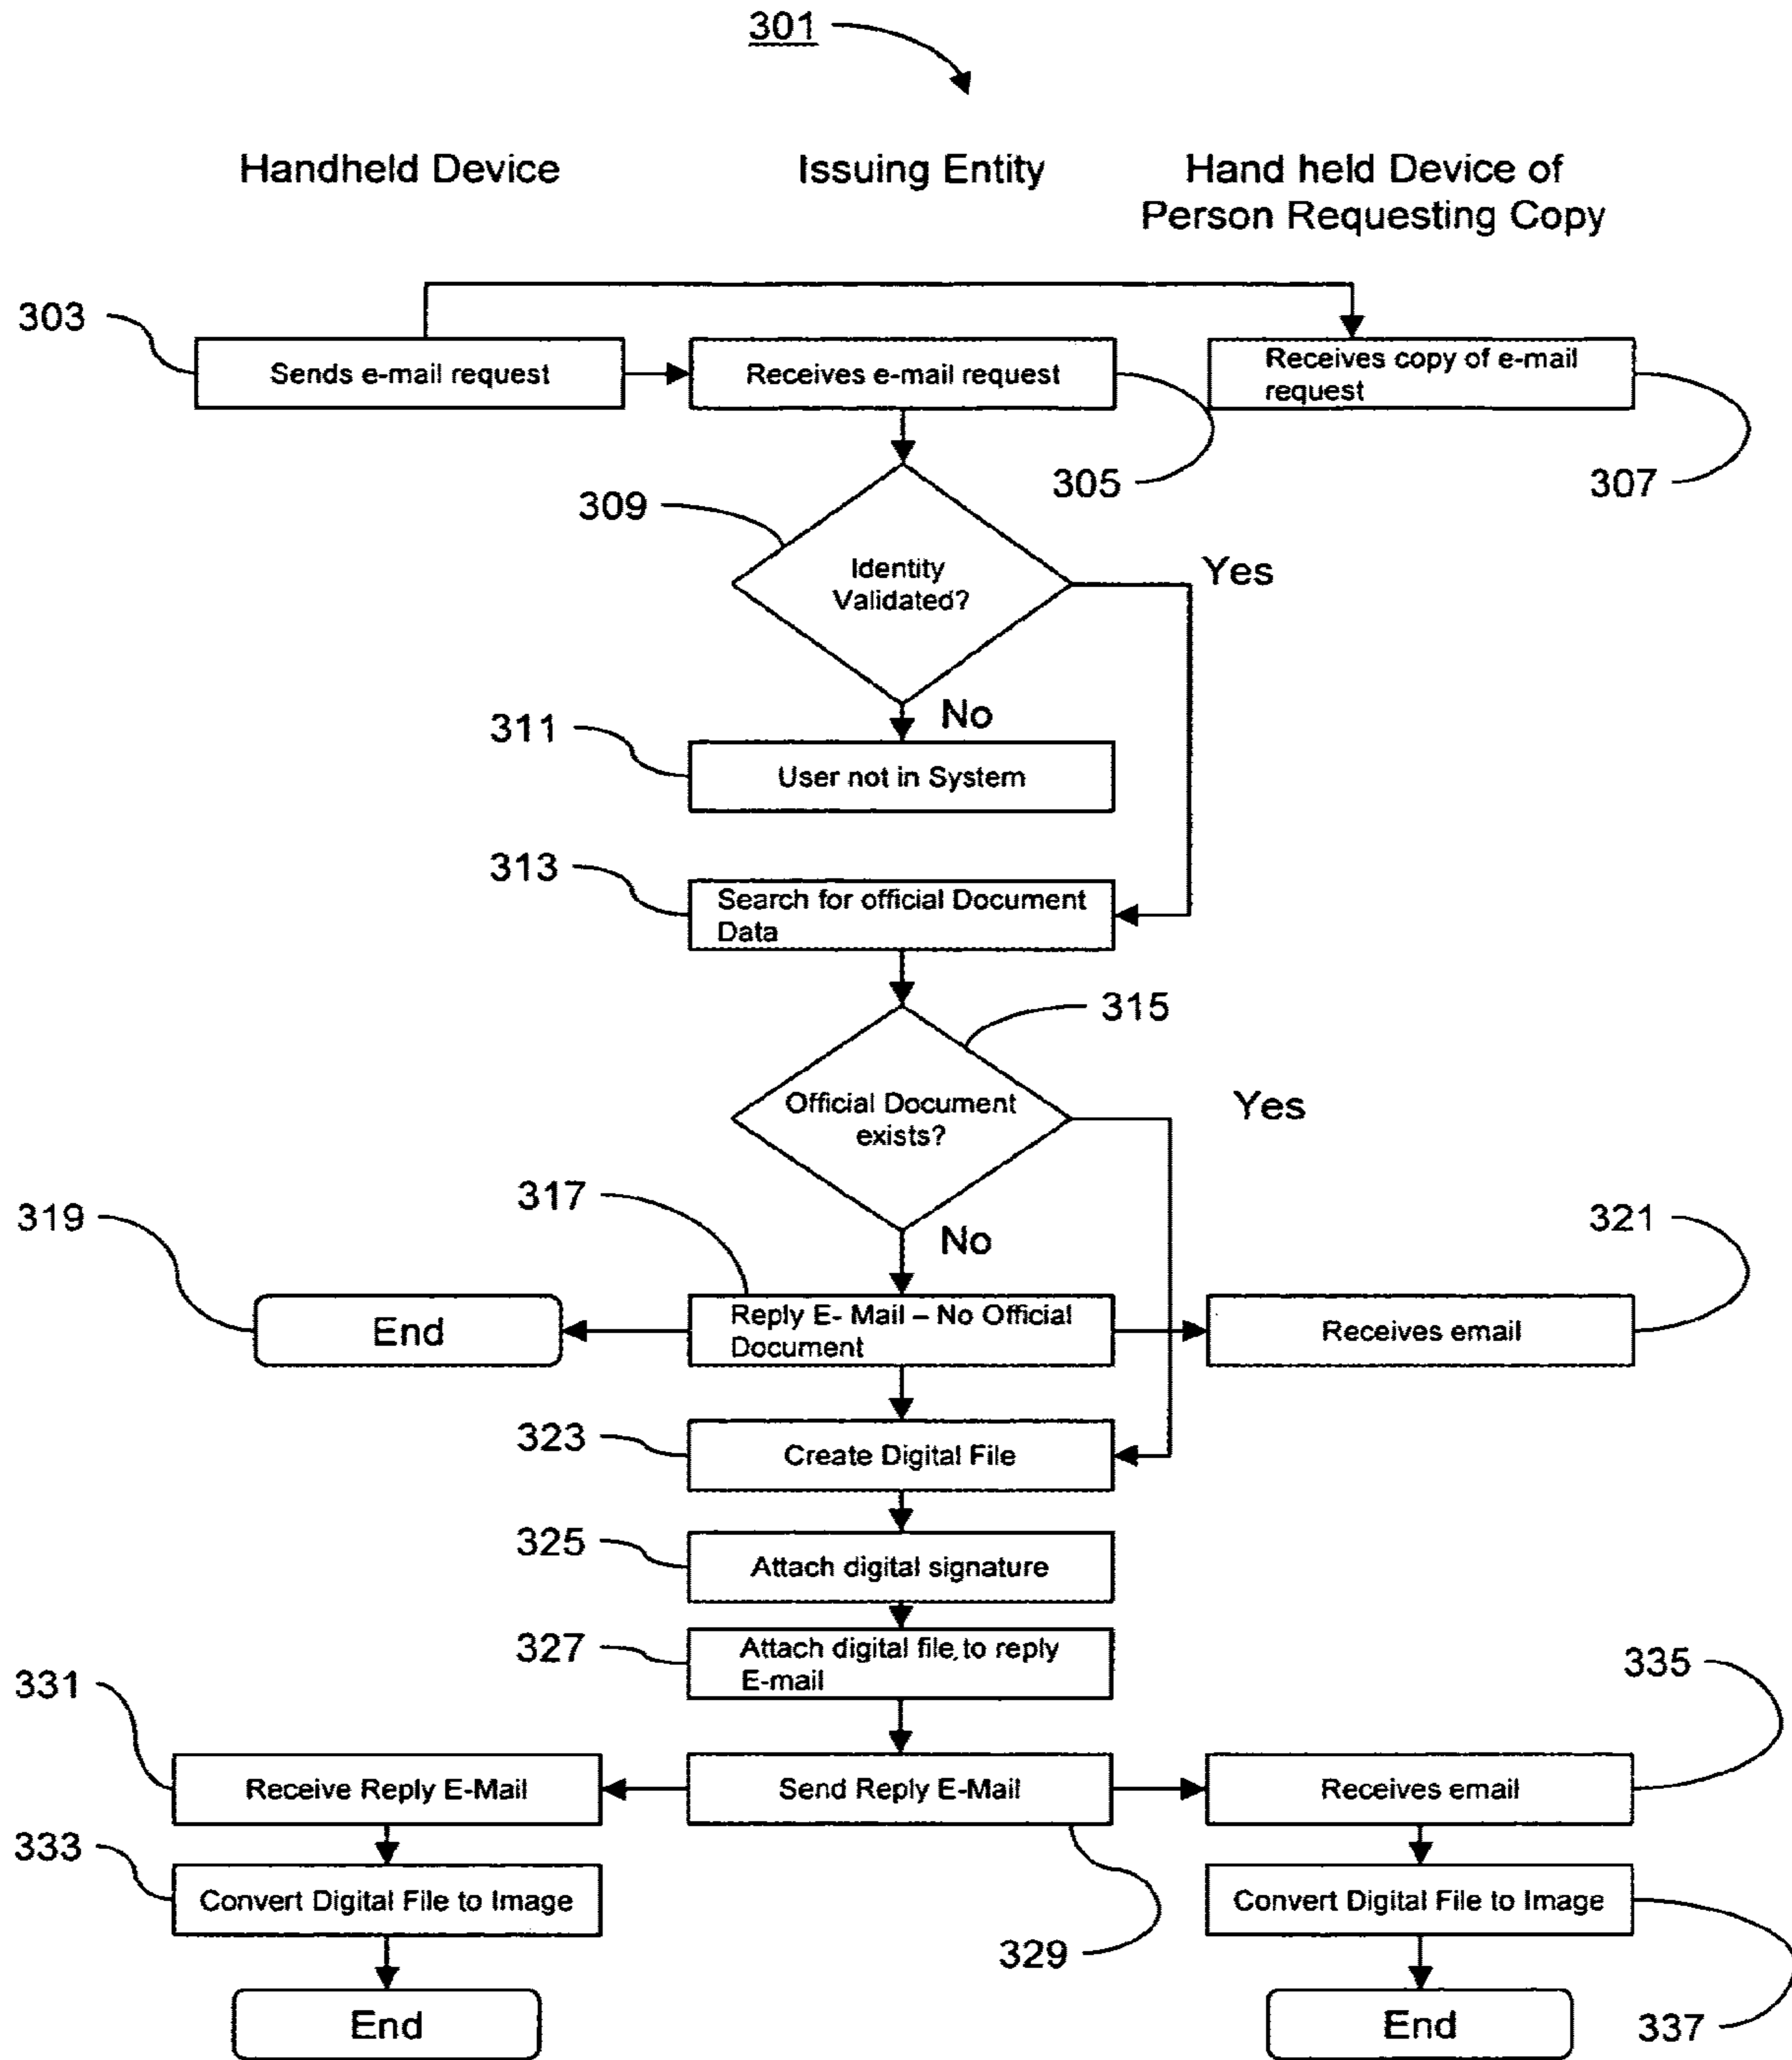 301
Handheld Device
Issuing Entity
Hand held Device of
Person Requesting Copy
303
Sends e-mail request
Receives e-mail request
Receives copy of e-mail
request
305
307
309
Identity
Validated?
Yes
No
311
User not in System
313
Search for official Document
Data
315
Official Document
exists?
Yes
317
No
319
321
End
Reply E- Mail – No Official
Document
Receives email
323
Create Digital File
325
Attach digital signature
327
Attach digital file to reply
E-mail
331
335
Receive Reply E-Mail
Send Reply E-Mail
Receives email
333
Convert Digital File to Image
329
Convert Digital File to Image
337
End
End